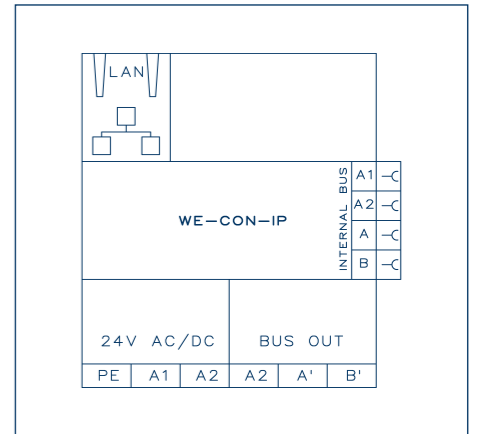 LAN
INTERNAL BUS
A1
A2
WE-CON-IP
A
B
24V AC/DC
BUS OUT
PE A1 A2 A2 A' B'